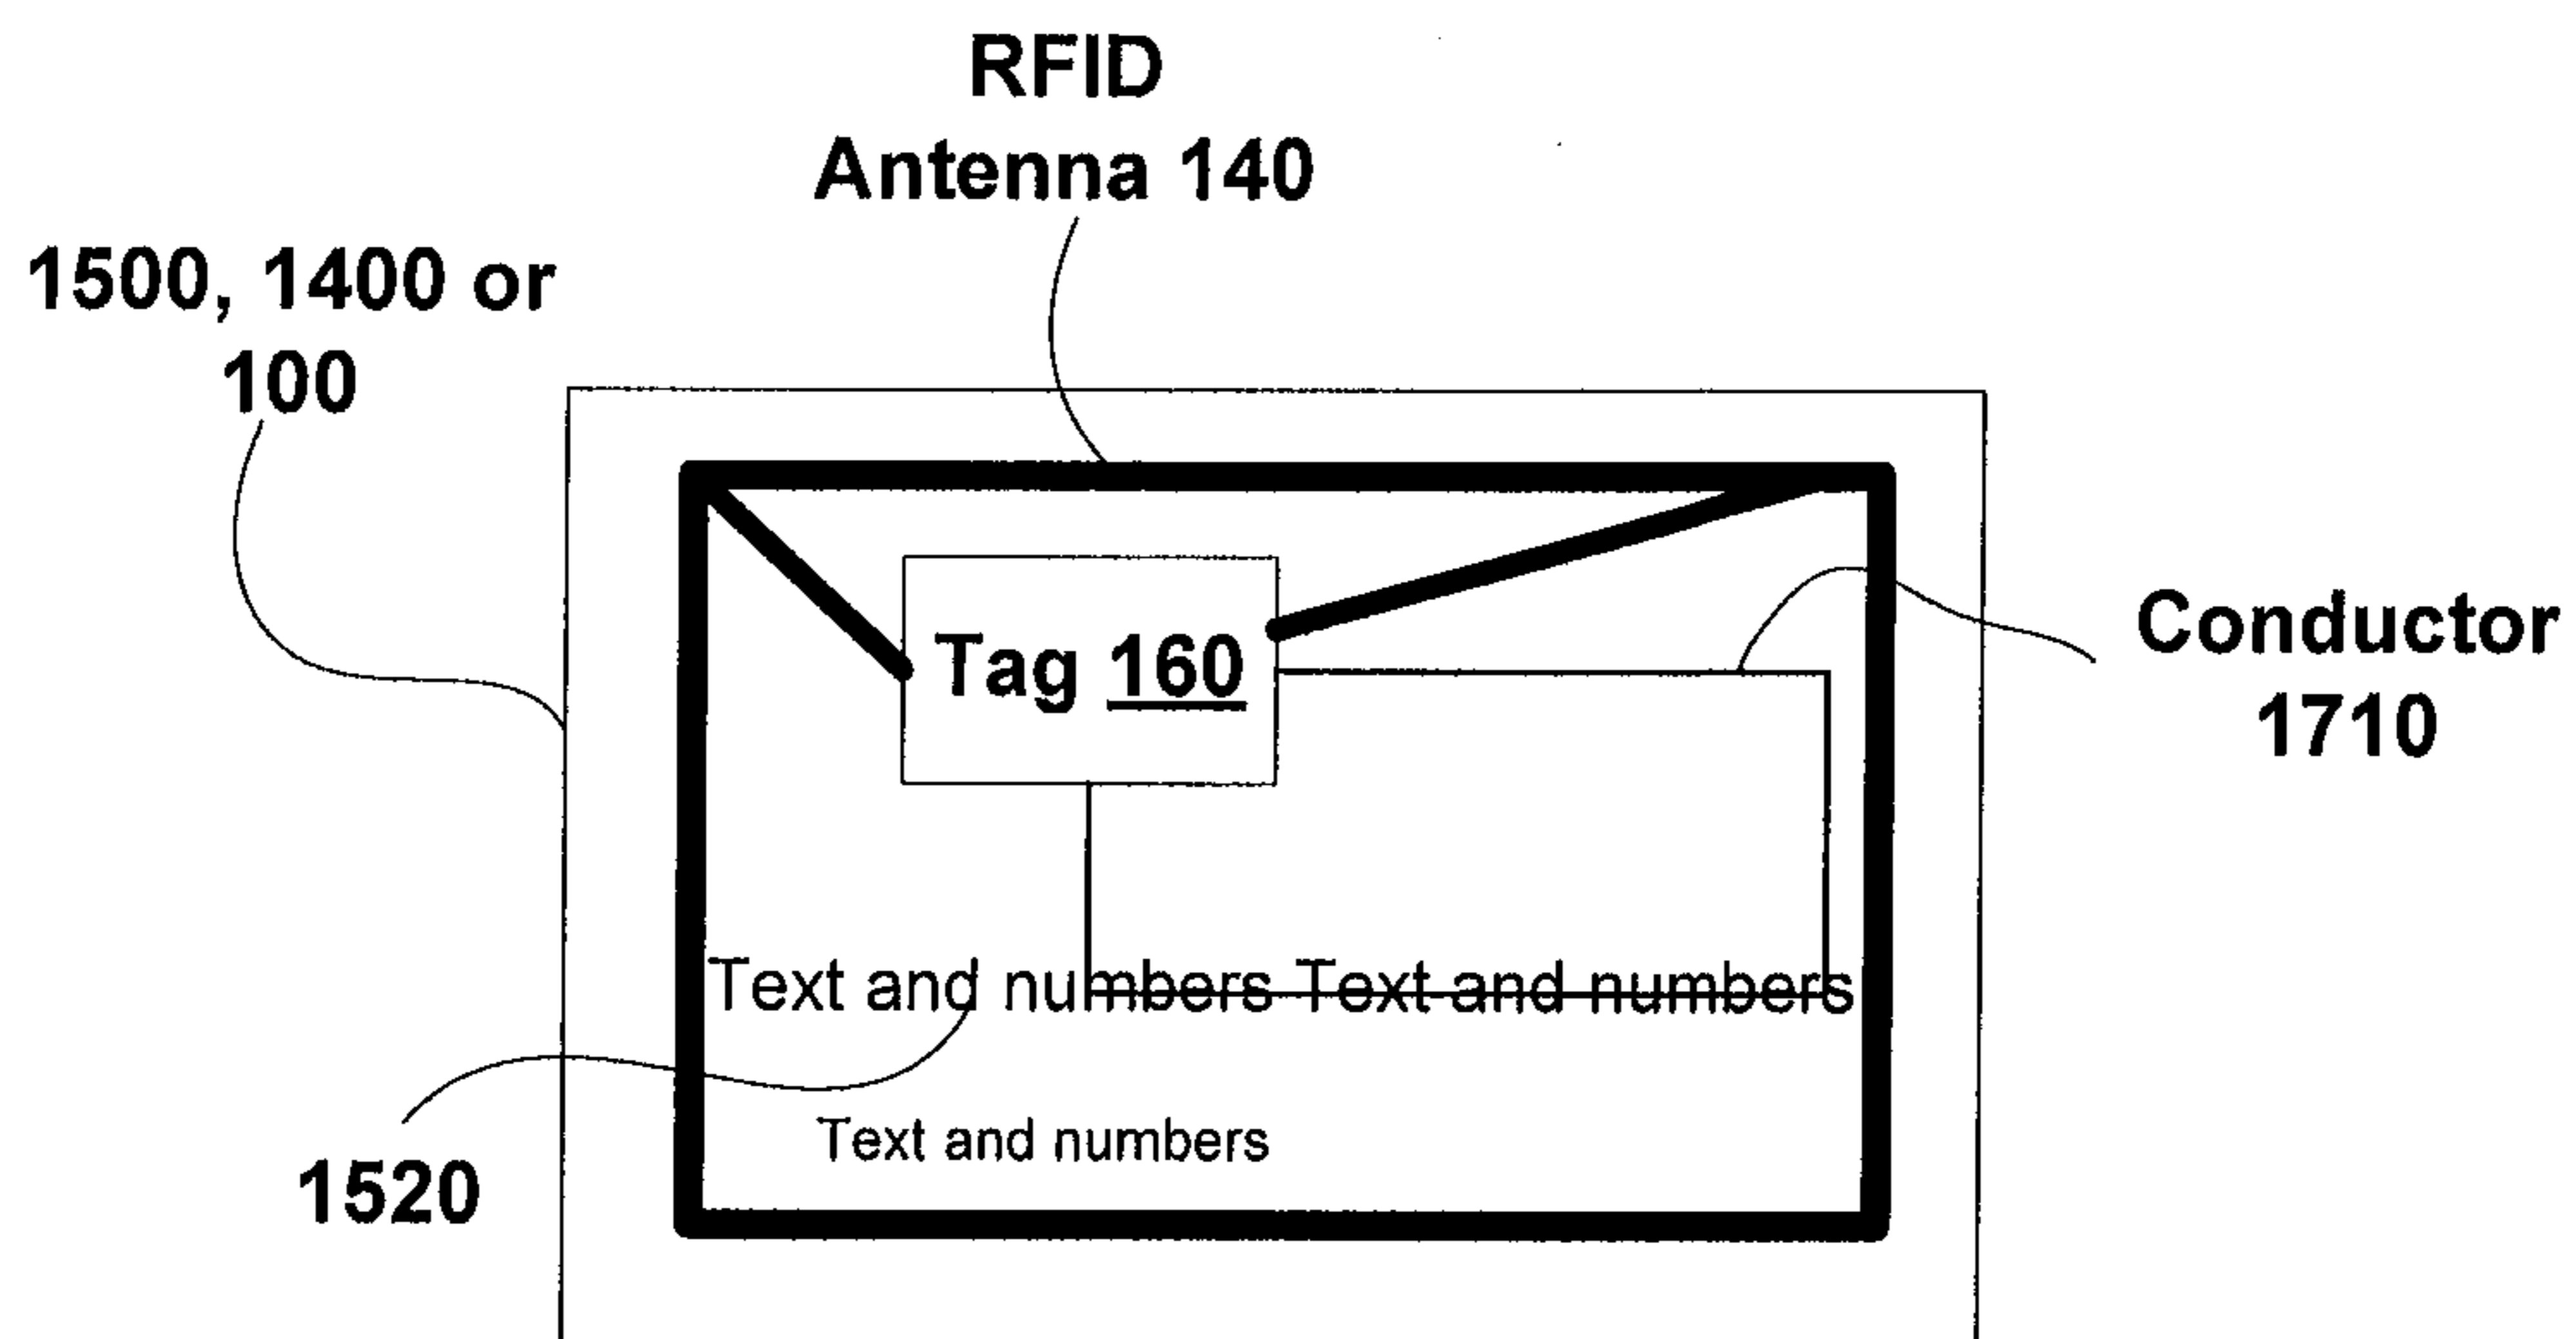 RFID
Antenna 140
1500, 1400 or
100
Tag 160
Conductor
1710
Text and numbers Text and numbers
Text and numbers
1520